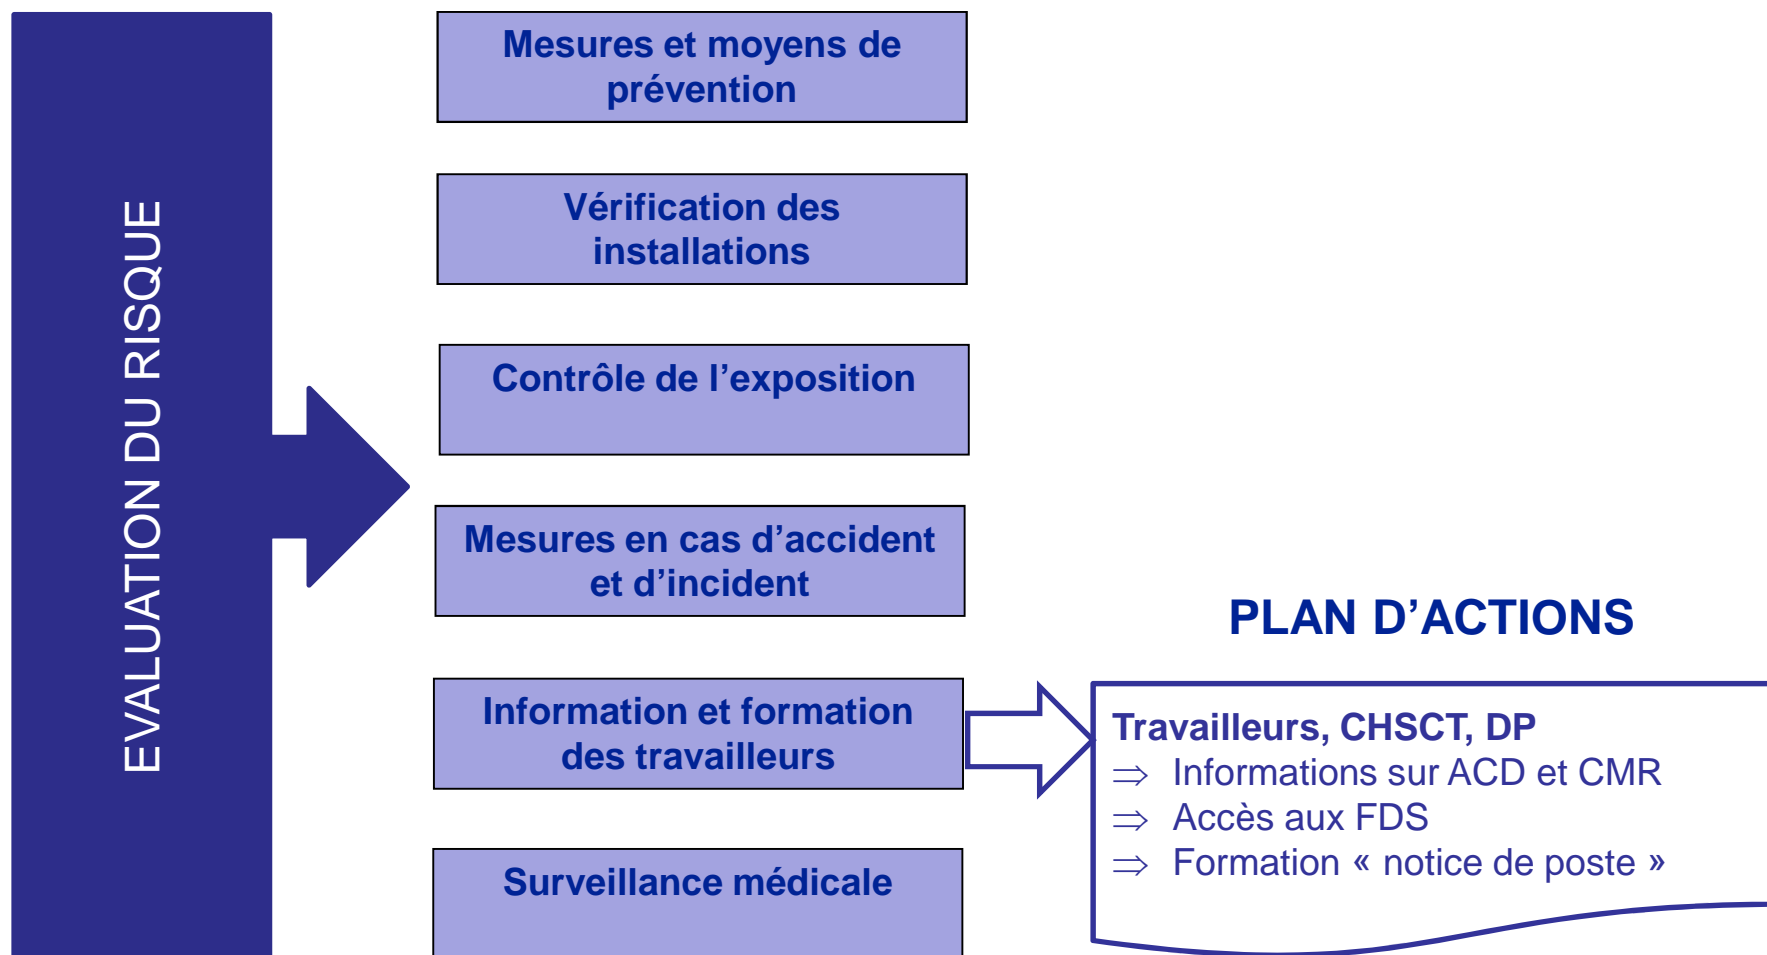 EVALUATION DU RISQUE
Mesures et moyens de
prévention
Vérification des
installations
Contrôle de l’exposition
Mesures en cas d’accident
et d’incident
Information et formation
des travailleurs
Surveillance médicale
PLAN D’ACTIONS
Travailleurs, CHSCT, DP
⇒ Informations sur ACD et CMR
⇒ Accès aux FDS
⇒ Formation « notice de poste »